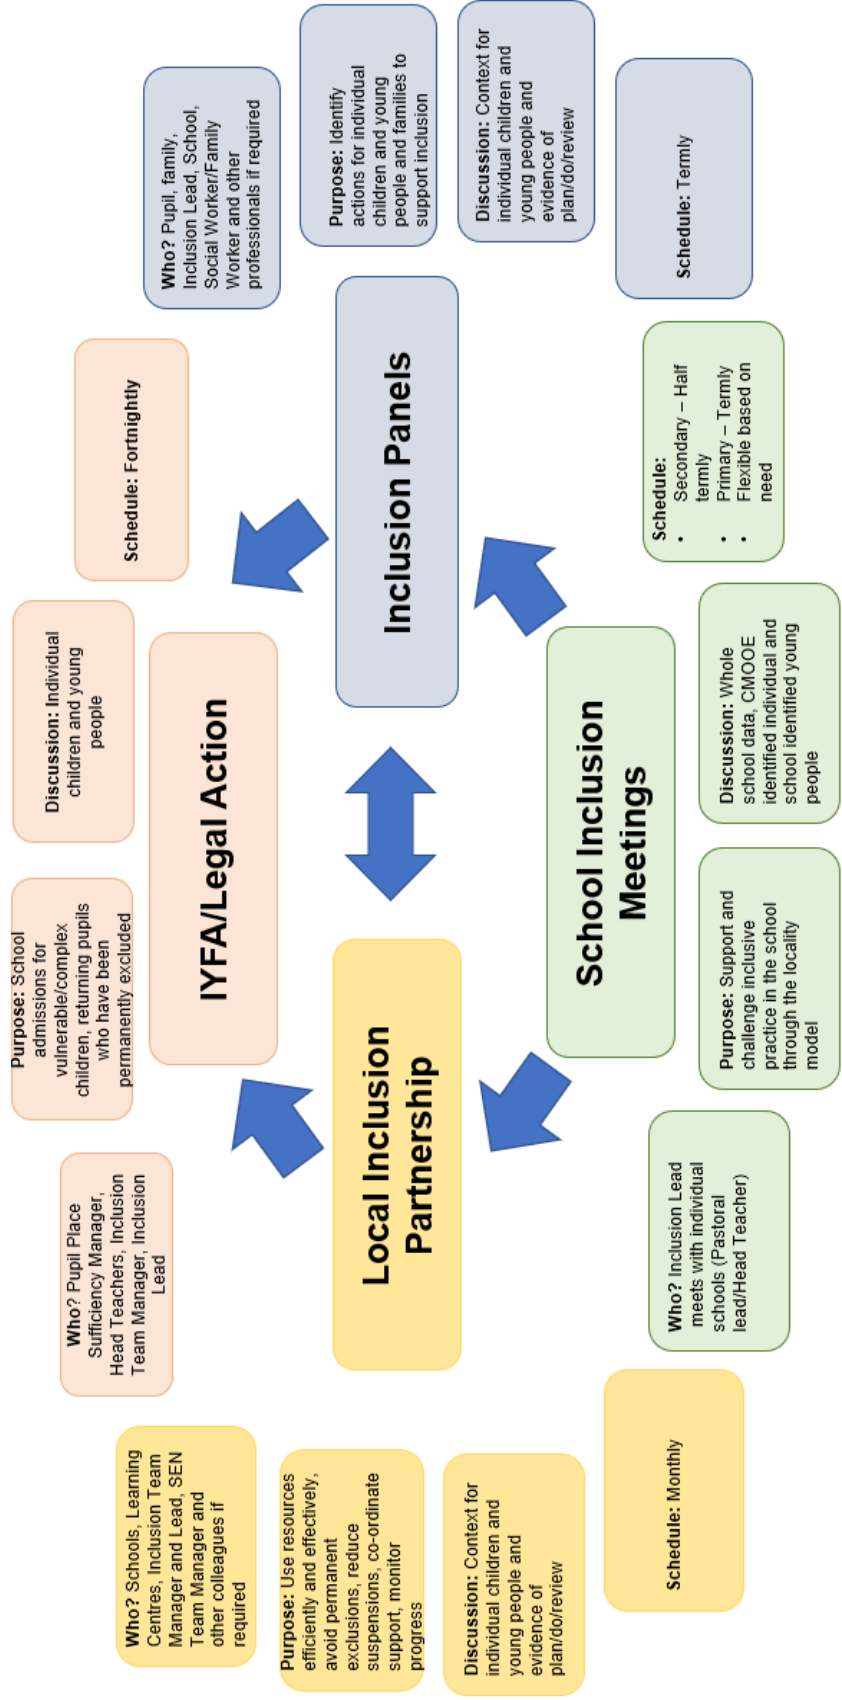 Who? Pupil Place
Sufficiency Manager,
Head Teachers, Inclusion
Team Manager, Inclusion
Lead
Purpose: School
admissions for
vulnerable/complex
children, returning pupils
who have been
permanently excluded
Discussion: Individual
children and young
people
Schedule: Fortnightly
IYFA/Legal Action
Who? Schools, Learning
Centres, Inclusion Team
Manager and Lead, SEN
Team Manager and
other colleagues if
required
Purpose: Use resources
efficiently and effectively,
avoid permanent
exclusions, reduce
suspensions, co-ordinate
support, monitor
progress
Discussion: Context for
individual children and
young people and
evidence of
plan/do/review
Schedule: Monthly
Local Inclusion
Partnership
Inclusion Panels
Who? Pupil, family,
Inclusion Lead, School,
Social Worker/Family
Worker and other
professionals if required
Purpose: Identify
actions for individual
children and young
people and families to
support inclusion
Discussion: Context for
individual children and
young people and
evidence of
plan/do/review
Schedule: Termly
School Inclusion
Meetings
Who? Inclusion Lead
meets with individual
schools (Pastoral
lead/Head Teacher)
Purpose: Support and
challenge inclusive
practice in the school
through the locality
model
Discussion: Whole
school data, CMOOE
identified individual and
school identified young
people
Schedule:
• Secondary – Half
termly
• Primary – Termly
• Flexible based on
need